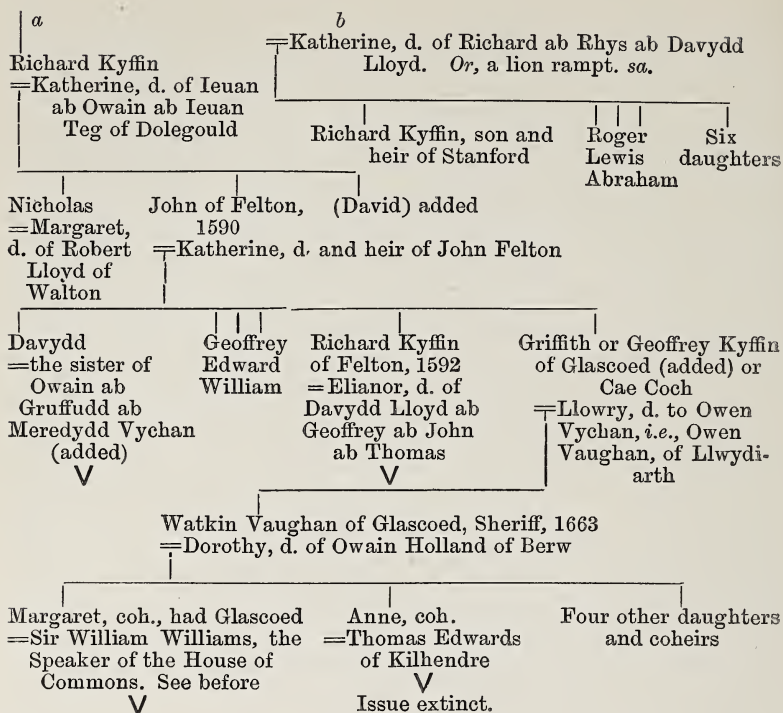 a
b
Richard Kyffin
=Katherine, d. of Ieuan
ab Owain ab Ieuan
Teg of Dolegould
=Katherine, d. of Richard ab Rhys ab Davydd
Lloyd. Or, a lion rampt. sa.
Richard Kyffin, son and
heir of Stanford
Roger
Lewis
Abraham
Six
daughters
Nicholas
=Margaret,
d. of Robert
Lloyd of
Walton
John of Felton,
1590
=Katherine, d. and heir of John Felton
(David) added
Davydd
=the sister of
Owain ab
Gruffudd ab
Meredydd Vychan
(added)
V
Geoffrey
Edward
William
Richard Kyffin
of Felton, 1592
=Elianor, d. of
Davydd Lloyd ab
Geoffrey ab John
ab Thomas
V
Griffith or Geoffrey Kyffin
of Glascoed (added) or
Cae Coch
=Llowry, d. to Owen
Vychan, i.e., Owen
Vaughan, of Llwydi-
arth
Watkin Vaughan of Glascoed, Sheriff, 1663
=Dorothy, d. of Owain Holland of Berw
Margaret, coh., had Glascoed
=Sir William Williams, the
Speaker of the House of
Commons. See before
V
Anne, coh.
=Thomas Edwards
of Kilhendre
V
Issue extinct.
Four other daughters
and coheirs